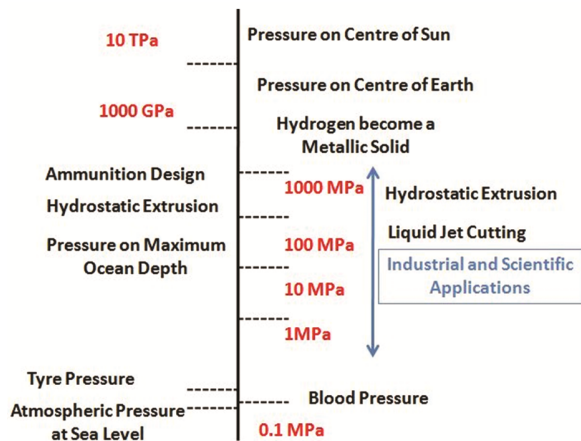 10 TPa
Pressure on Centre of Sun
Pressure on Centre of Earth
1000 GPa
Hydrogen become a
Metallic Solid
Ammunition Design
1000 MPa
Hydrostatic Extrusion
Hydrostatic Extrusion
Liquid Jet Cutting
Pressure on Maximum
Ocean Depth
100 MPa
Industrial and Scientific
Applications
10 MPa
1MPa
Tyre Pressure
Blood Pressure
Atmospheric Pressure
at Sea Level
0.1 MPa